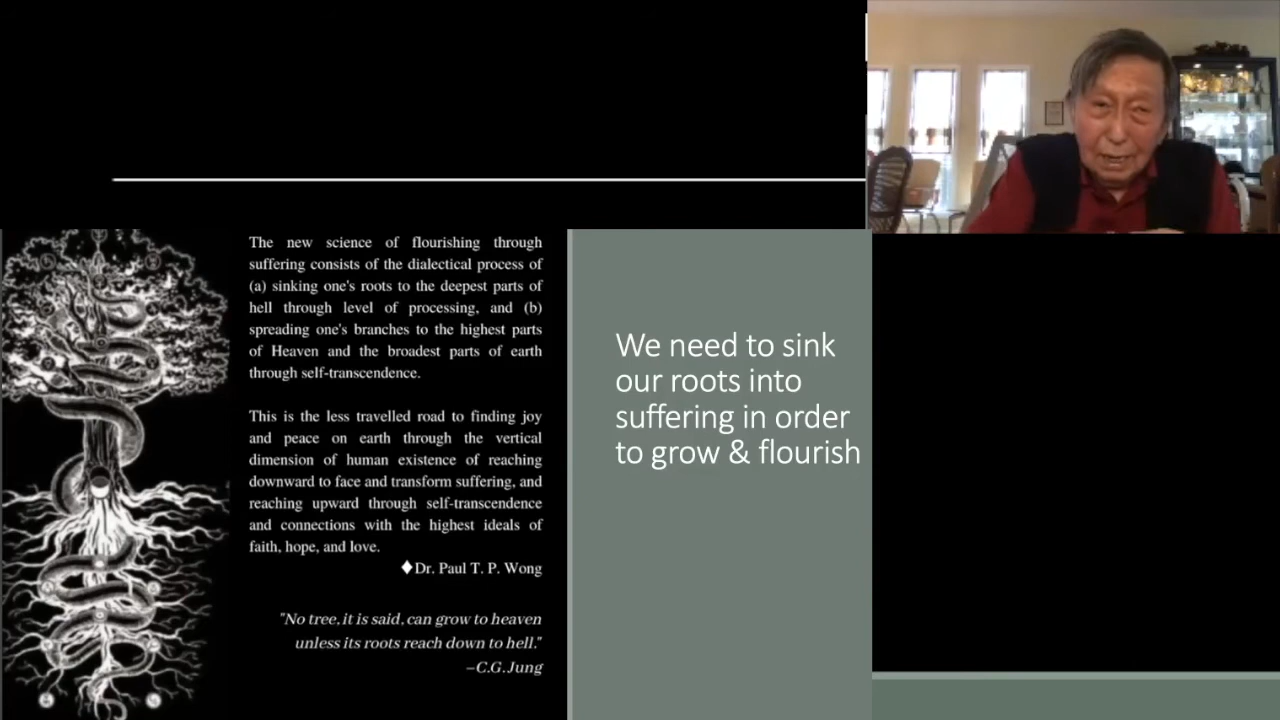 The new science of flourishing through
suffering consists of the dialectical process of
(a) sinking one's roots to the deepest parts of
hell through level of processing, and (b)
spreading one's branches to the highest parts
of Heaven and the broadest parts of earth
through self-transcendence.
This is the less travelled road to finding joy
and peace on earth through the vertical
dimension of human existence of reaching
downward to face and transform suffering, and
reaching upward through self-transcendence
and connections with the highest ideals of
faith, hope, and love.
♦Dr. Paul T. P. Wong
"No tree, it is said, can grow to heaven
unless its roots reach down to hell."
–C.G. Jung
We need to sink
our roots into
suffering in order
to grow & flourish